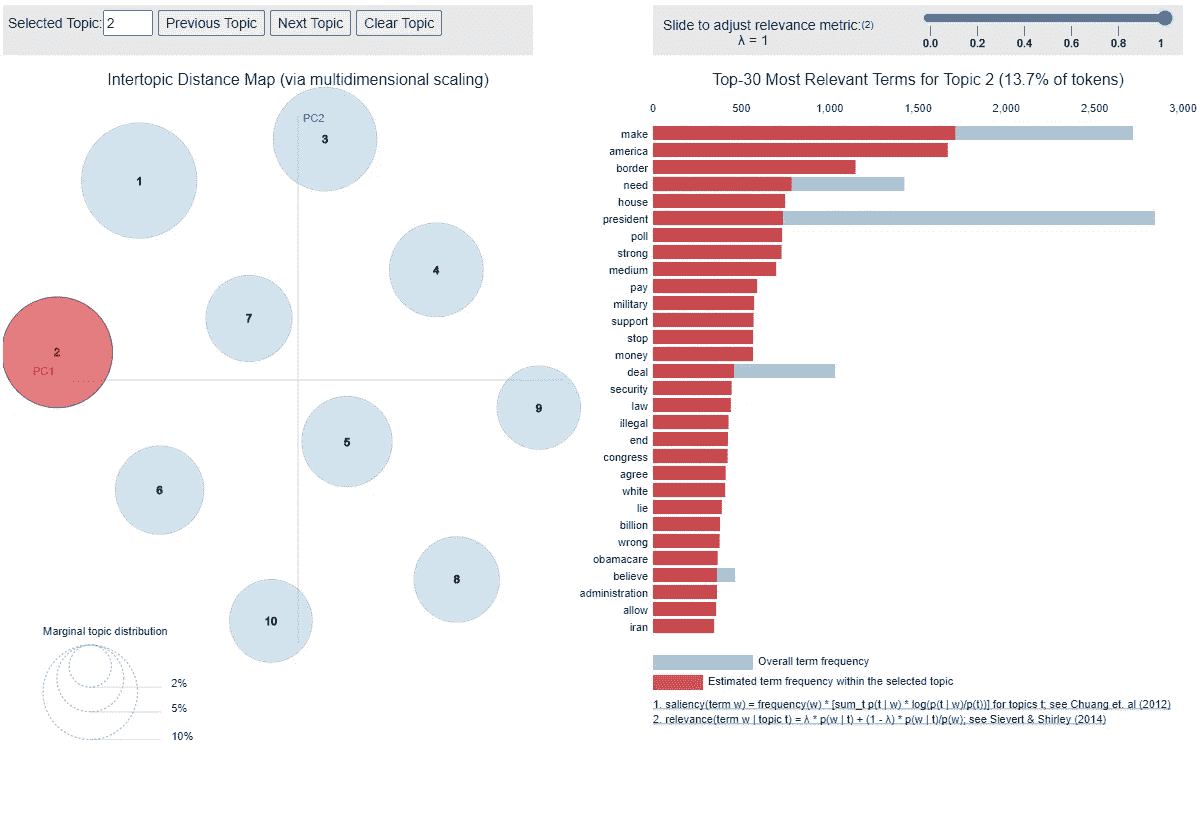 Selected Topic: 2 Previous Topic Next Topic Clear Topic
Slide to adjust relevance metric:(2)
λ = 1
0.0 0.2 0.4 0.6 0.8 1
Intertopic Distance Map (via multidimensional scaling)
PC2
3
1
4
7
2
PC1
9
5
6
8
10
Marginal topic distribution
2%
5%
10%
Top-30 Most Relevant Terms for Topic 2 (13.7% of tokens)
0 500 1,000 1,500 2,000 2,500 3,000
make
america
border
need
house
president
poll
strong
medium
pay
military
support
stop
money
deal
security
law
illegal
end
congress
agree
white
lie
billion
wrong
obamacare
believe
administration
allow
iran
Overall term frequency
Estimated term frequency within the selected topic
1. saliency(term w) = frequency(w) * [sum_t p(t | w) * log(p(t | w)/p(t))] for topics t; see Chuang et. al (2012)
2. relevance(term w | topic t) = λ * p(w | t) + (1 - λ) * p(w | t)/p(w); see Sievert & Shirley (2014)